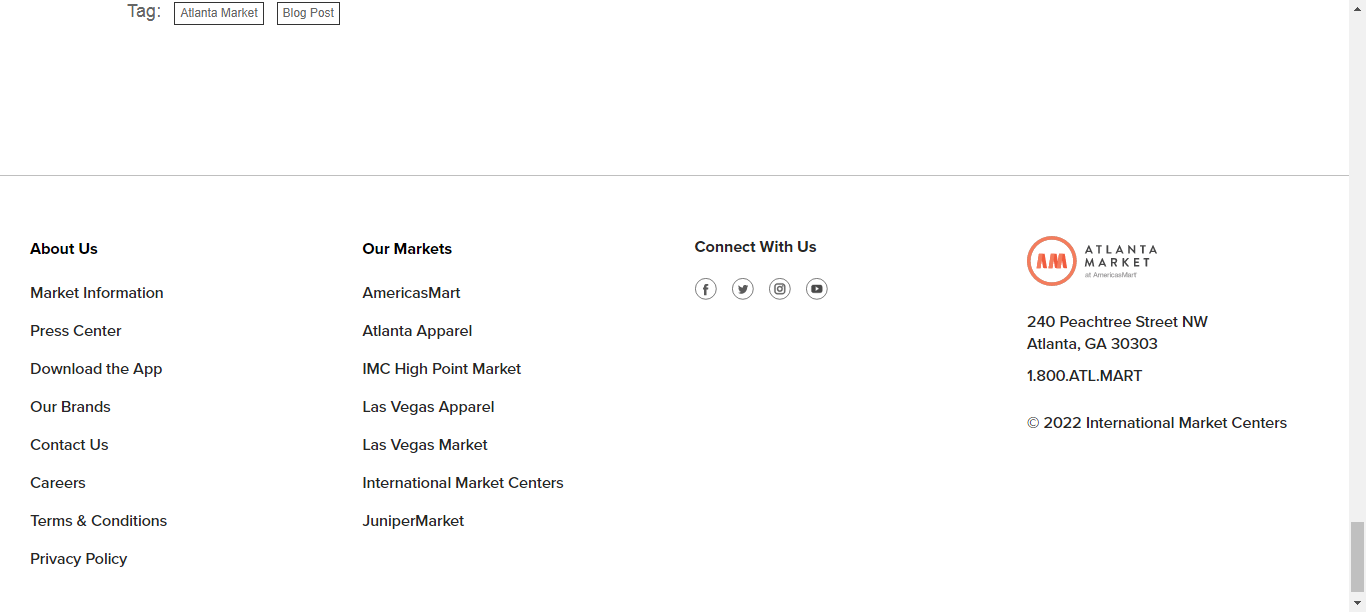 Tag: Atlanta Market Blog Post
About Us
Market Information
Press Center
Download the App
Our Brands
Contact Us
Careers
Terms & Conditions
Privacy Policy
Our Markets
AmericasMart
Atlanta Apparel
IMC High Point Market
Las Vegas Apparel
Las Vegas Market
International Market Centers
JuniperMarket
Connect With Us
AM
ATLANTA
MARKET
at AmericasMart
240 Peachtree Street NW
Atlanta, GA 30303
1.800.ATL.MART
© 2022 International Market Centers